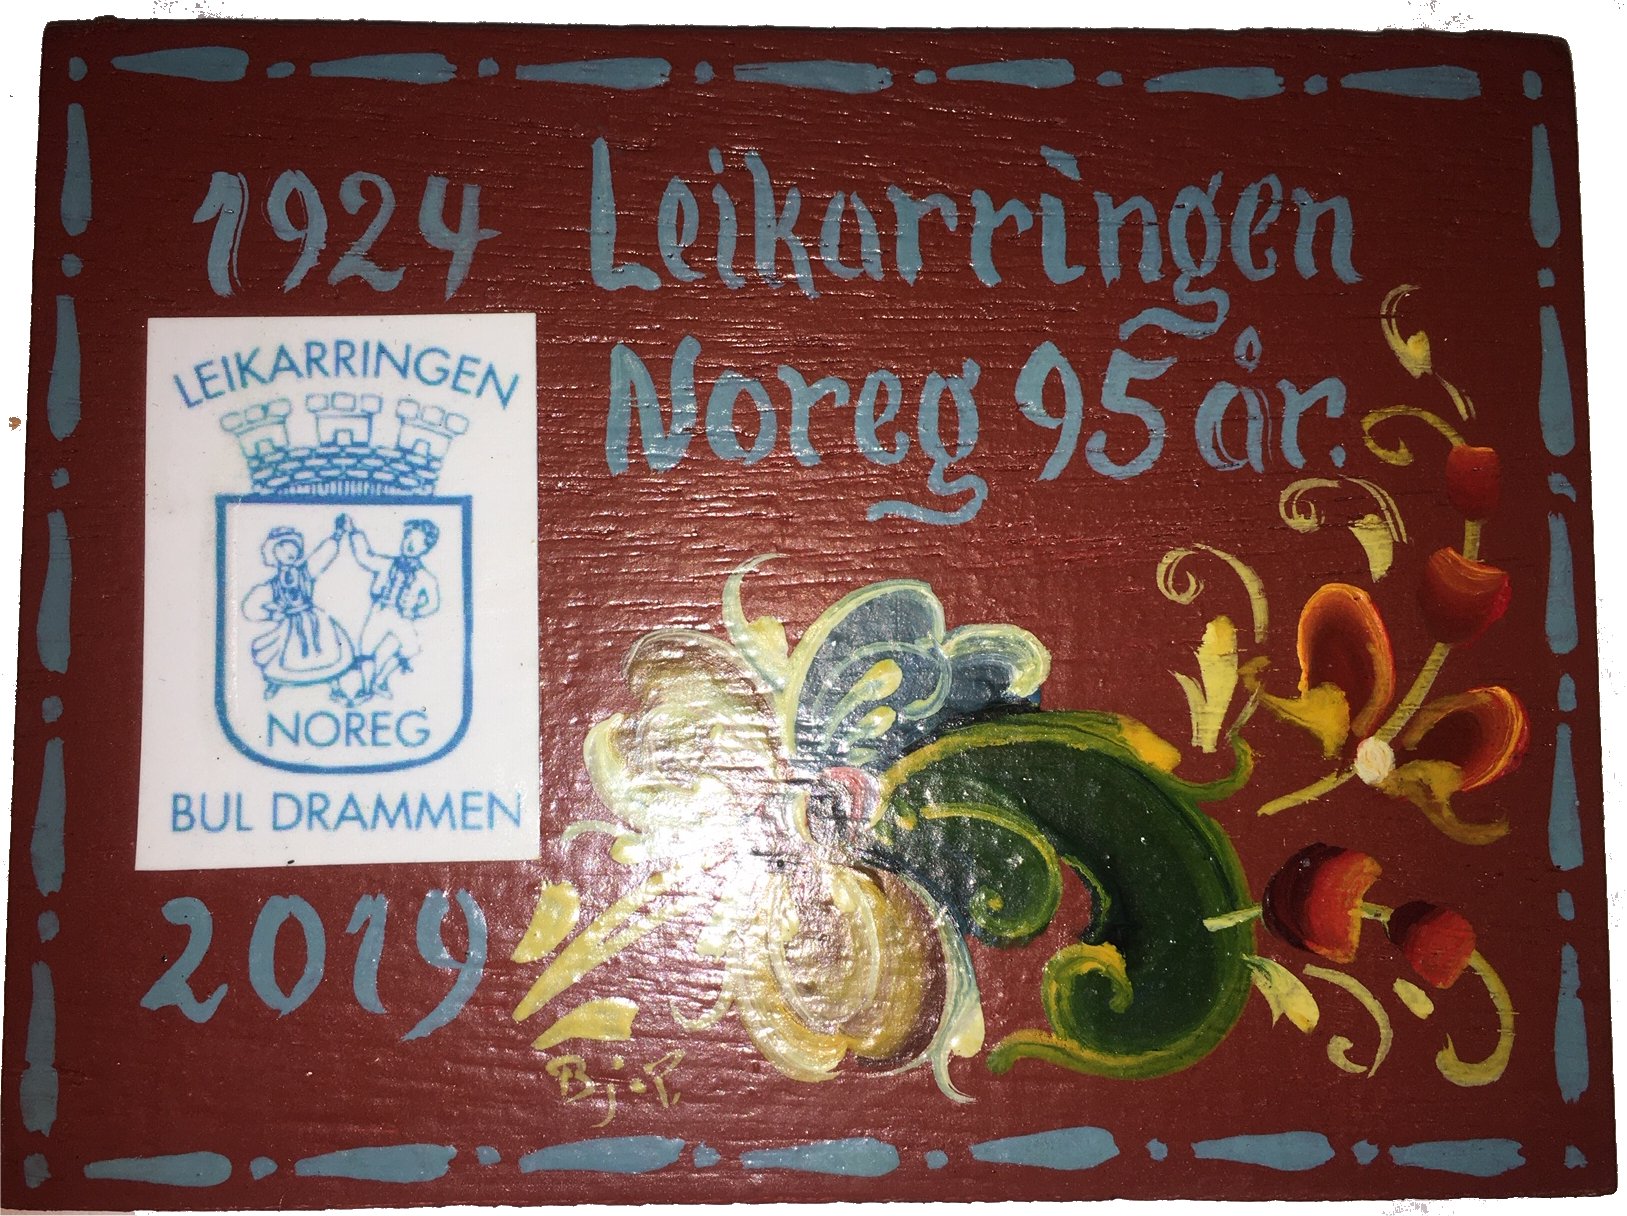 1924 Leikarringen
Noreg 95 år.
LEIKARRINGEN
NOREG
BUL DRAMMEN
2019